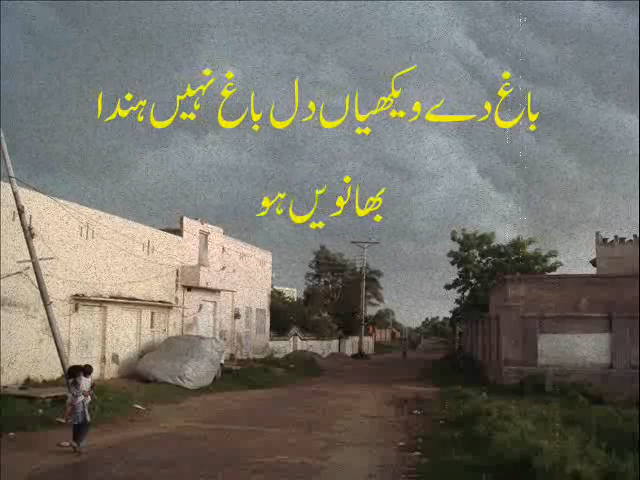 باغ دے ویکھیاں دل باغ نہیں ہندا
بھانویں ہو